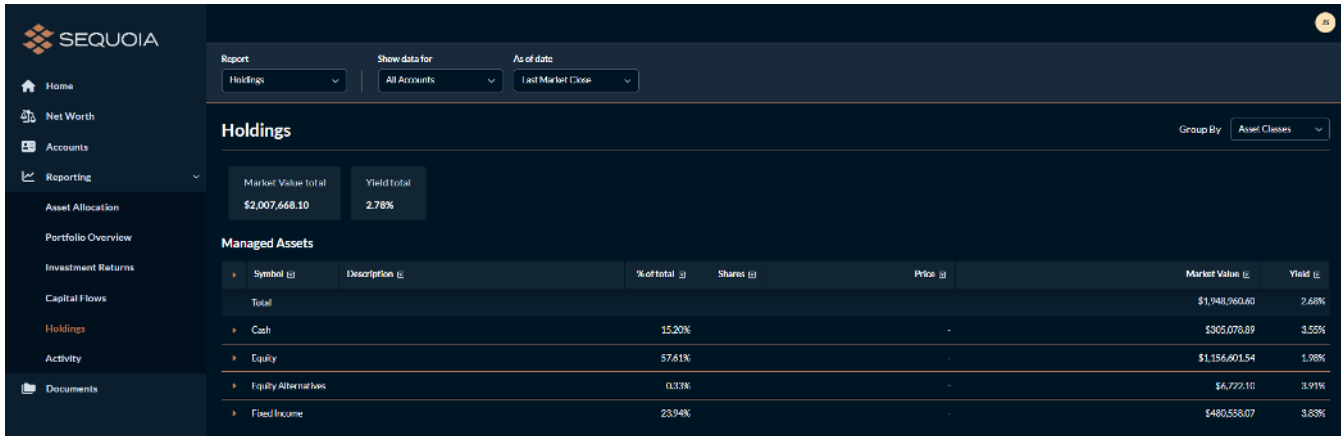 SEQUOIA
JS
Home
Net Worth
Accounts
Reporting
Asset Allocation
Portfolio Overview
Investment Returns
Capital Flows
Holdings
Activity
Documents
Report Show data for As of date
Holdings All Accounts Last Market Close
Holdings Group By Asset Classes
Market Value total Yield total
$2,007,668.10 2.78%
Managed Assets
Symbol Description % of total Shares Price Market Value Yield
Total $1,948,960.60 2.68%
Cash 15.20% - $305,078.89 3.55%
Equity 57.61% - $1,156,601.54 1.98%
Equity Alternatives 0.33% - $6,722.10 3.91%
Fixed Income 23.94% - $480,558.07 3.83%